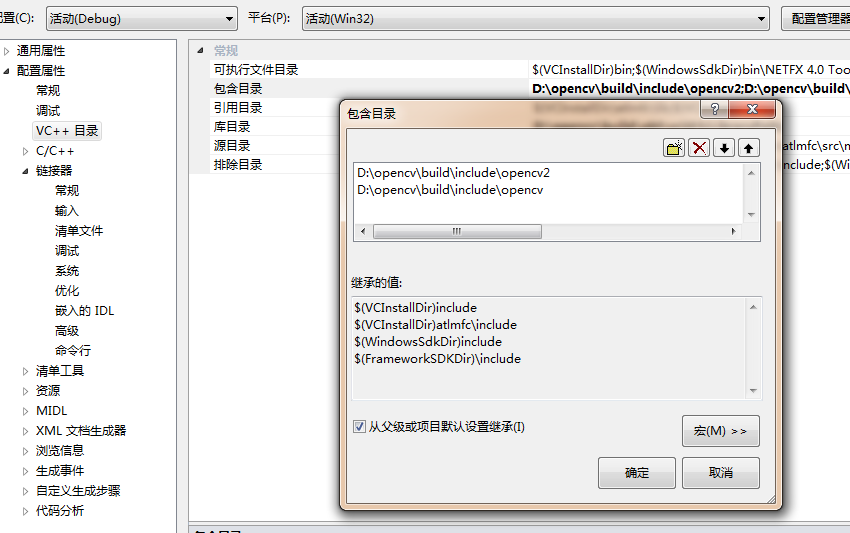 配置(C):
活动(Debug)
平台(P):
活动(Win32)
配置管理器
通用属性
配置属性
常规
调试
VC++ 目录
C/C++
链接器
常规
输入
清单文件
调试
系统
优化
嵌入的 IDL
高级
命令行
清单工具
资源
MIDL
XML 文档生成器
浏览信息
生成事件
自定义生成步骤
代码分析
常规
可执行文件目录
$(VCInstallDir)bin;$(WindowsSdkDir)bin\NETFX 4.0 Too
包含目录
D:\opencv\build\include\opencv2;D:\opencv\build\
引用目录
库目录
源目录
atlmfc\src\m
排除目录
nclude;$(Wi
包含目录
D:\opencv\build\include\opencv2
D:\opencv\build\include\opencv
继承的值:
$(VCInstallDir)include
$(VCInstallDir)atlmfc\include
$(WindowsSdkDir)include
$(FrameworkSDKDir)\include
从父级或项目默认设置继承(I)
宏(M) >>
确定
取消